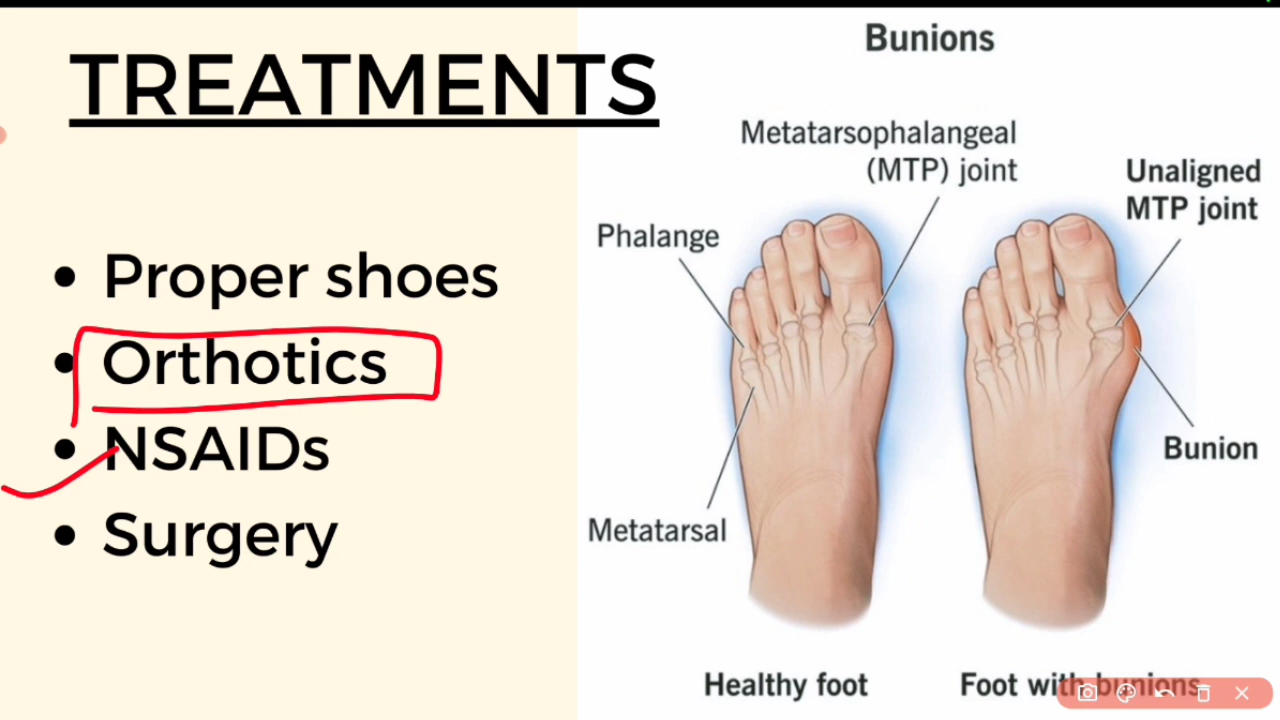 TREATMENTS
• Proper shoes
• Orthotics
• NSAIDs
• Surgery
Bunions
Metatarsophalangeal
(MTP) joint
Unaligned
MTP joint
Phalange
Bunion
Metatarsal
Healthy foot
Foot with bunions